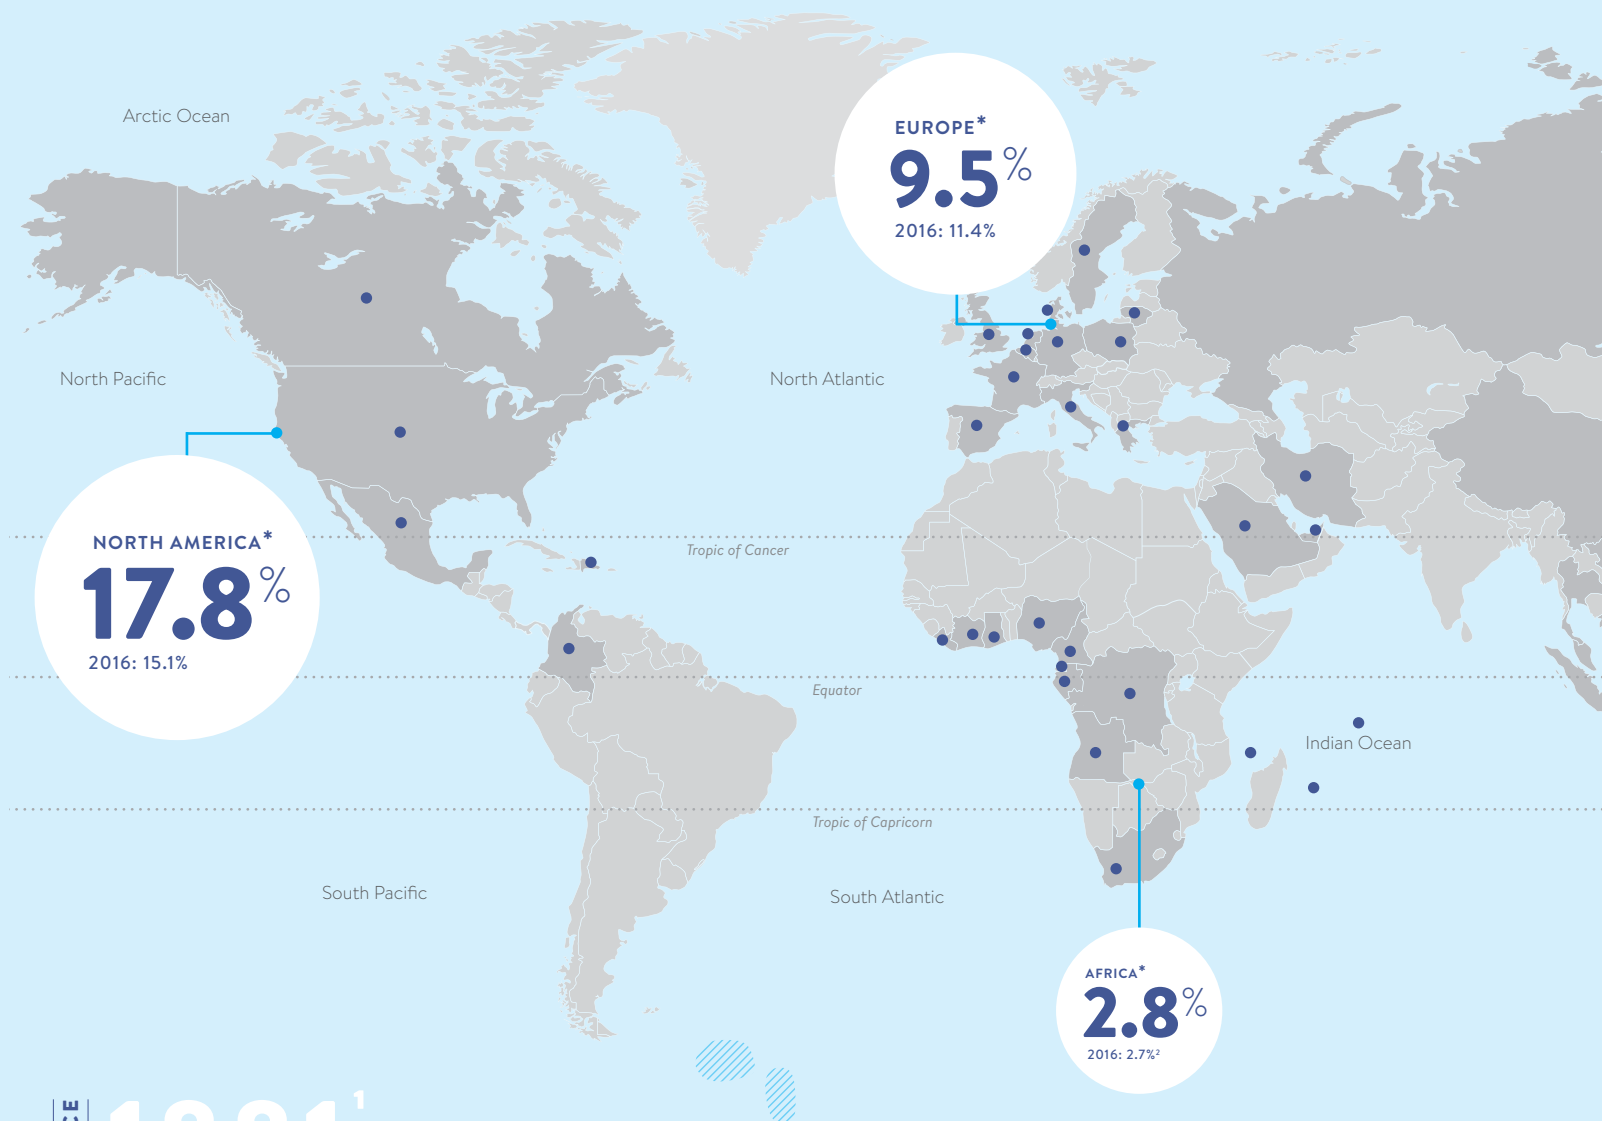 Arctic Ocean
EUROPE*
9.5%
2016: 11.4%
North Pacific
North Atlantic
NORTH AMERICA*
17.8%
2016: 15.1%
Tropic of Cancer
Equator
Indian Ocean
Tropic of Capricorn
South Pacific
South Atlantic
AFRICA*
2.8%
2016: 2.7%²